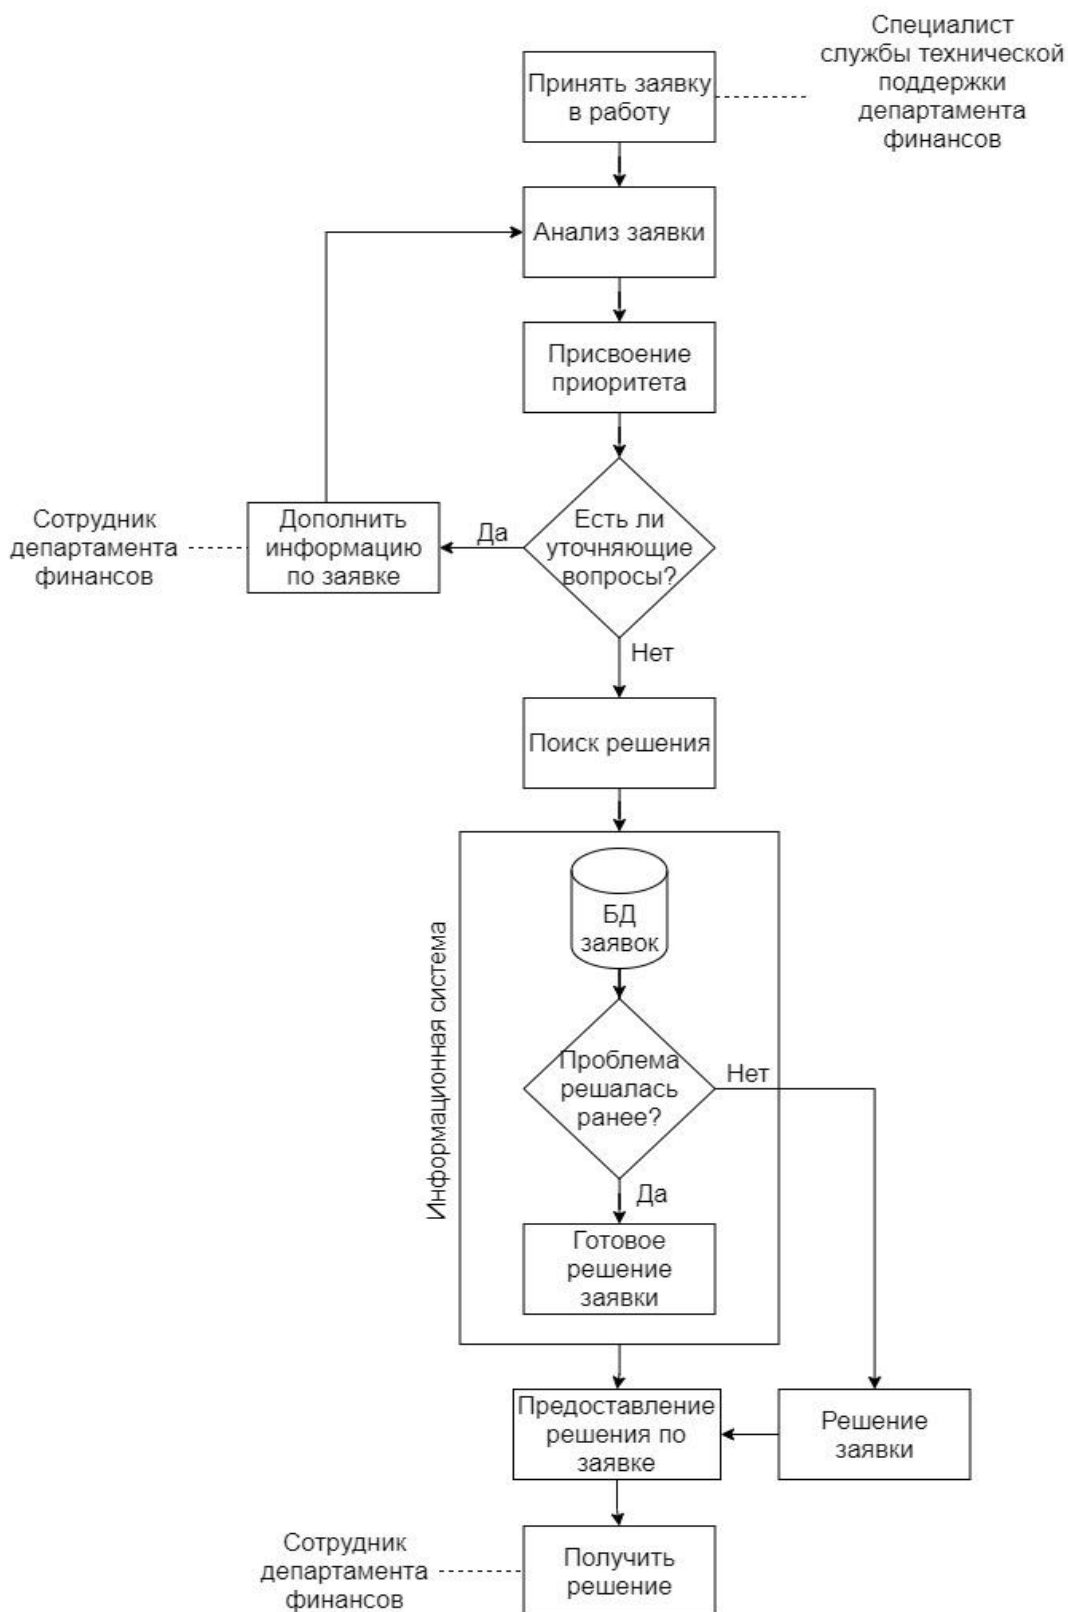 Специалист
службы технической
поддержки
департамента
финансов
Принять заявку
в работу
Анализ заявки
Присвоение
приоритета
Есть ли
уточняющие
вопросы?
Да
Дополнить
информацию
по заявке
Сотрудник
департамента
финансов
Нет
Поиск решения
Информационная система
БД
заявок
Проблема
решалась
ранее?
Нет
Да
Готовое
решение
заявки
Предоставление
решения по
заявке
Решение
заявки
Сотрудник
департамента
финансов
Получить
решение